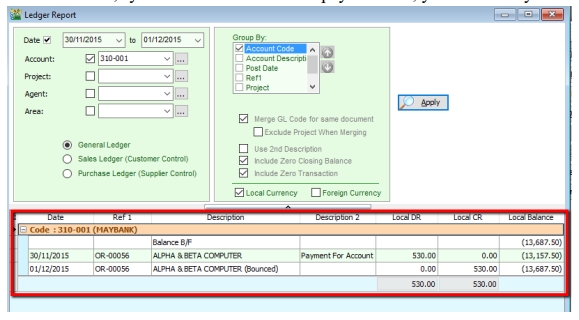 Ledger Report
Date 30/11/2015 to 01/12/2015
Account: 310-001 ...
Project: ...
Agent: ...
Area: ...
General Ledger
Sales Ledger (Customer Control)
Purchase Ledger (Supplier Control)
Group By:
Account Code
Account Descripti
Post Date
Ref1
Project
Merge GL Code for same document
Exclude Project When Merging
Use 2nd Description
Include Zero Closing Balance
Include Zero Transaction
Local Currency Foreign Currency
Apply
Date Ref 1 Description Description 2 Local DR Local CR Local Balance
Code : 310-001 (MAYBANK)
Balance B/F (13,687.50)
30/11/2015 OR-00056 ALPHA & BETA COMPUTER Payment For Account 530.00 0.00 (13,157.50)
01/12/2015 OR-00056 ALPHA & BETA COMPUTER (Bounced) 0.00 530.00 (13,687.50)
530.00 530.00